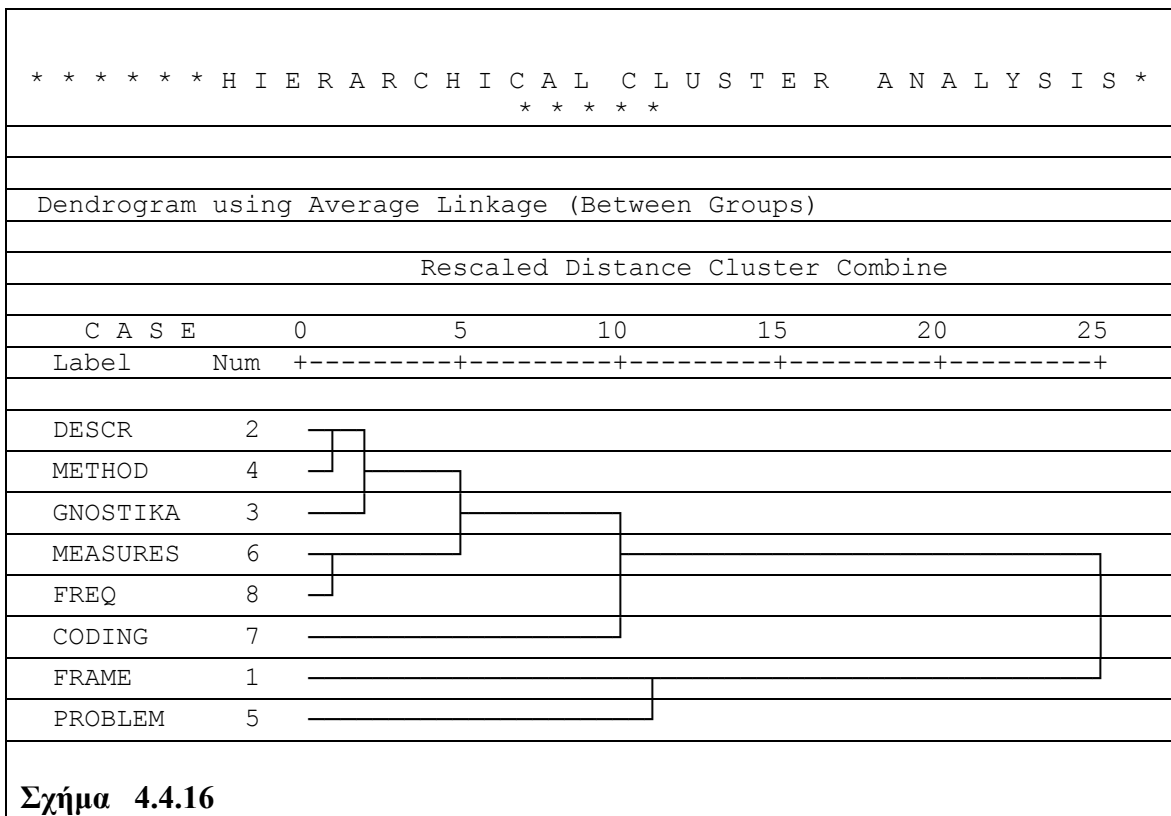 * * * * * * H I E R A R C H I C A L   C L U S T E R   A N A L Y S I S *
* * * * *
Dendrogram using Average Linkage (Between Groups)
Rescaled Distance Cluster Combine
C A S E 0 5 10 15 20 25
Label Num +---------+---------+---------+---------+---------+
DESCR 2
METHOD 4
GNOSTIKA 3
MEASURES 6
FREQ 8
CODING 7
FRAME 1
PROBLEM 5
Σχήμα 4.4.16